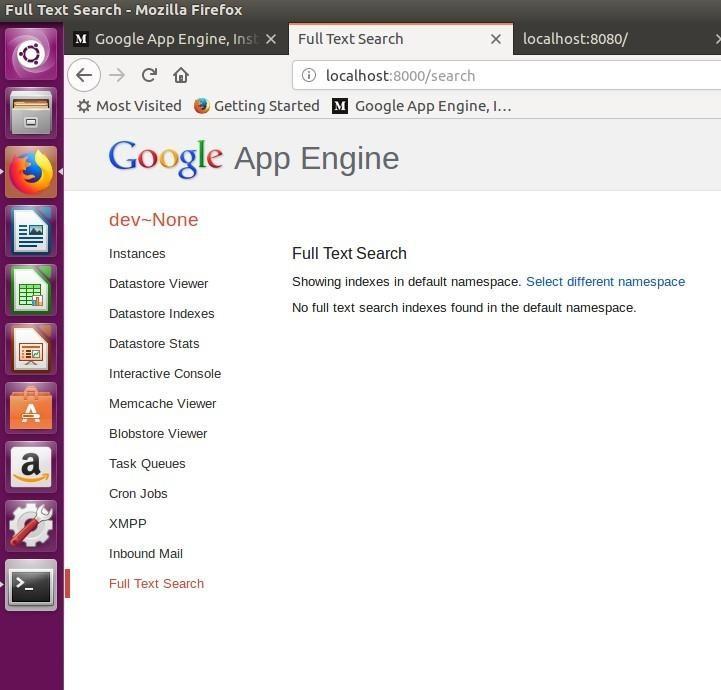 Full Text Search - Mozilla Firefox
M Google App Engine, Inst
Full Text Search
localhost:8080/
localhost:8000/search
Most Visited
Getting Started
M Google App Engine, I…
Google App Engine
dev~None
Instances
Datastore Viewer
Datastore Indexes
Datastore Stats
Interactive Console
Memcache Viewer
Blobstore Viewer
Task Queues
Cron Jobs
XMPP
Inbound Mail
Full Text Search
Full Text Search
Showing indexes in default namespace. Select different namespace
No full text search indexes found in the default namespace.
A
a
>_